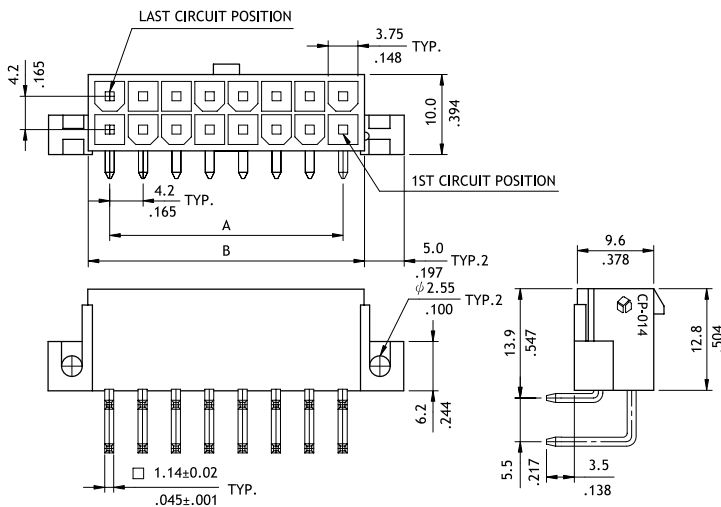 LAST CIRCUIT POSITION
3.75
.148
TYP.
4.2
.165
10.0
.394
1ST CIRCUIT POSITION
4.2
.165
TYP.
A
B
5.0
.197
TYP.2
ϕ2.55
.100
TYP.2
9.6
.378
CP-014
13.9
.547
12.8
.504
6.2
.244
5.5
.217
3.5
.138
□ 1.14±0.02
.045±.001
TYP.